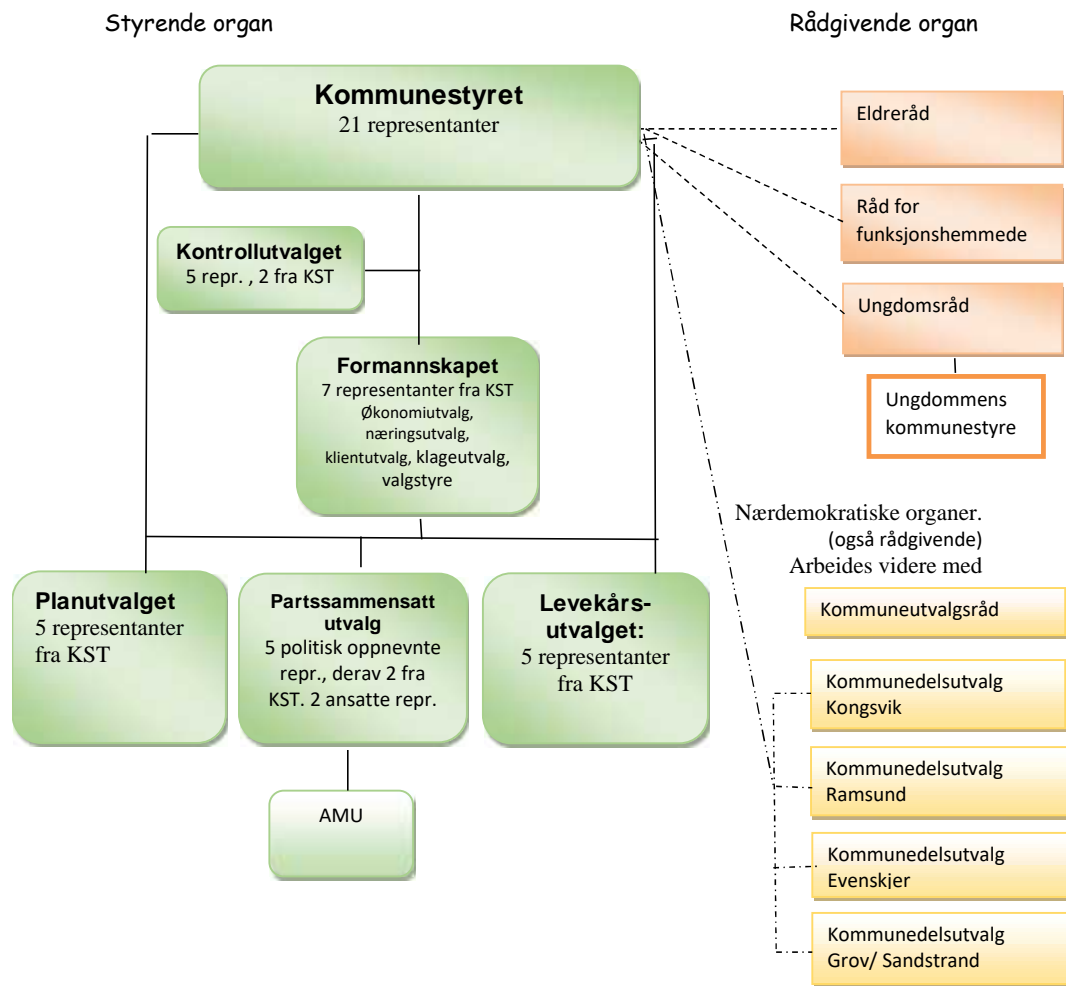 Styrende organ
Rådgivende organ
Kommunestyret
21 representanter
Kontrollutvalget
5 repr. , 2 fra KST
Formannskapet
7 representanter fra KST
Økonomiutvalg,
næringsutvalg,
klientutvalg, klageutvalg,
valgstyre
Planutvalget
5 representanter
fra KST
Partssammensatt
utvalg
5 politisk oppnevnte
repr., derav 2 fra
KST. 2 ansatte repr.
Levekårs-
utvalget:
5 representanter
fra KST
AMU
Eldreråd
Råd for
funksjonshemmede
Ungdomsråd
Ungdommens
kommunestyre
Nærdemokratiske organer.
(også rådgivende)
Arbeides videre med
Kommuneutvalgsråd
Kommunedelsutvalg
Kongsvik
Kommunedelsutvalg
Ramsund
Kommunedelsutvalg
Evenskjer
Kommunedelsutvalg
Grov/ Sandstrand